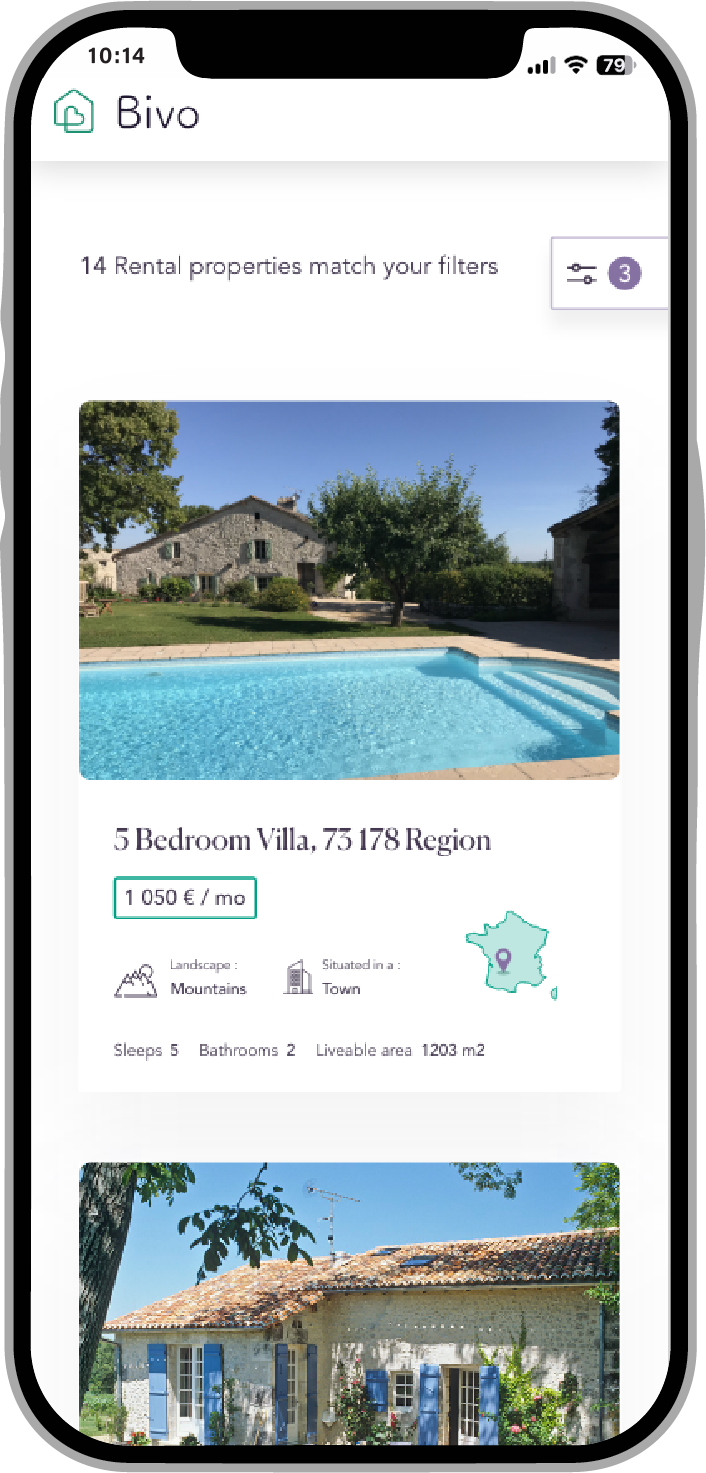 10:14
79
Bivo
14 Rental properties match your filters
3
5 Bedroom Villa, 73 178 Region
1 050 € / mo
Landscape :
Mountains
Situated in a :
Town
Sleeps 5 Bathrooms 2 Liveable area 1203 m2